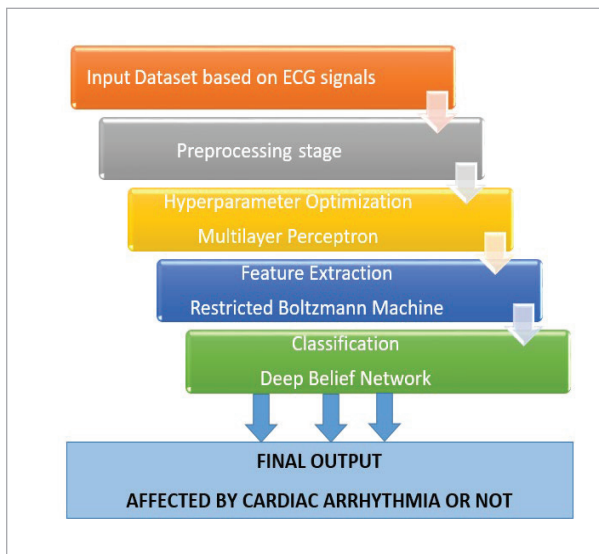 Input Dataset based on ECG signals
Preprocessing stage
Hyperparameter Optimization
Multilayer Perceptron
Feature Extraction
Restricted Boltzmann Machine
Classification
Deep Belief Network
FINAL OUTPUT
AFFECTED BY CARDIAC ARRHYTHMIA OR NOT